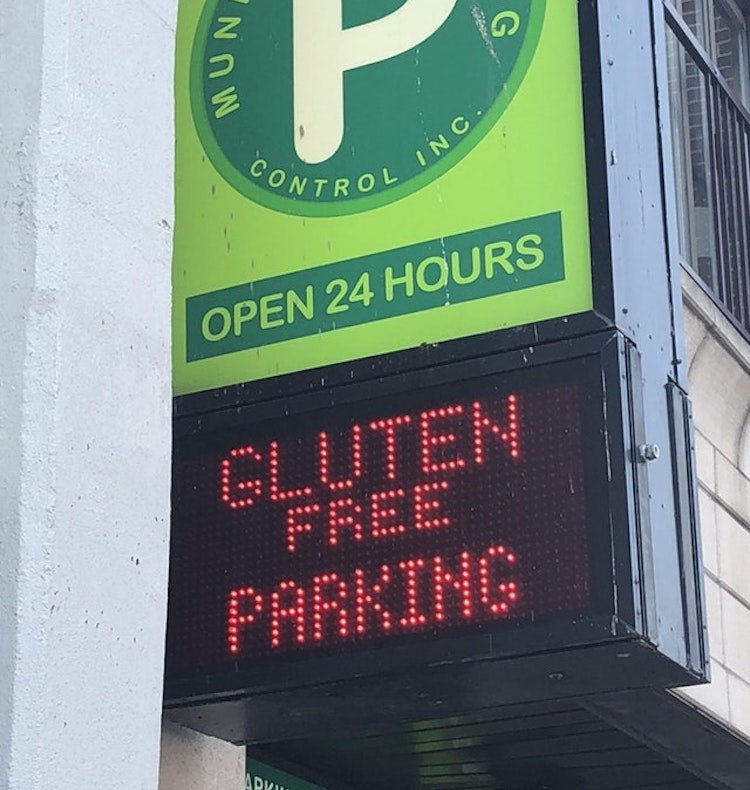 P
CONTROL INC.
OPEN 24 HOURS
GLUTEN
FREE
PARKING